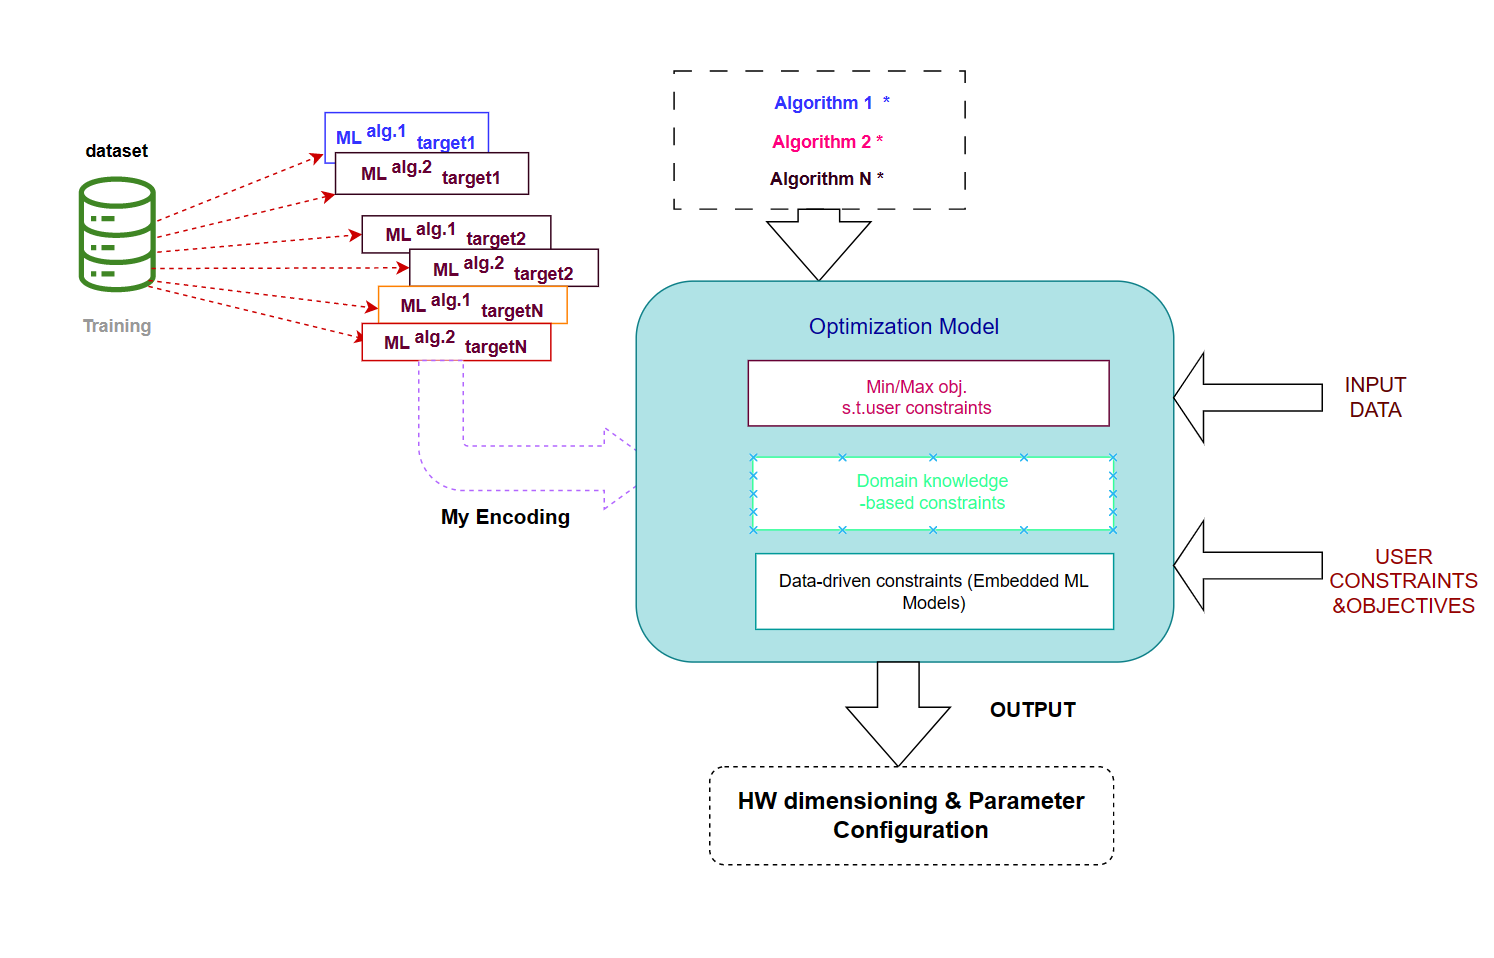 dataset
Training
ML alg.1 target1
ML alg.2 target1
ML alg.1 target2
ML alg.2 target2
ML alg.1 targetN
ML alg.2 targetN
My Encoding
Algorithm 1 *
Algorithm 2 *
Algorithm N *
Optimization Model
Min/Max obj.
s.t.user constraints
Domain knowledge
-based constraints
Data-driven constraints (Embedded ML
Models)
INPUT
DATA
USER
CONSTRAINTS
&OBJECTIVES
OUTPUT
HW dimensioning & Parameter
Configuration